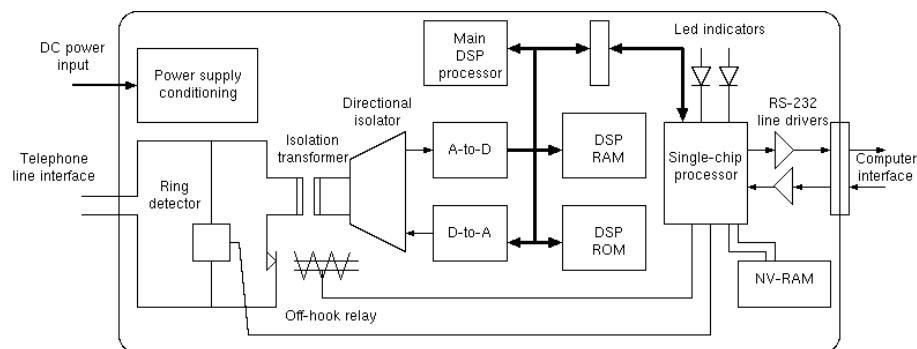 DC power
input
Power supply
conditioning
Main
DSP
processor
Led indicators
Directional
isolator
Isolation
transformer
A-to-D
DSP
RAM
Single-chip
processor
RS-232
line drivers
Computer
interface
Telephone
line interface
Ring
detector
D-to-A
DSP
ROM
NV-RAM
Off-hook relay